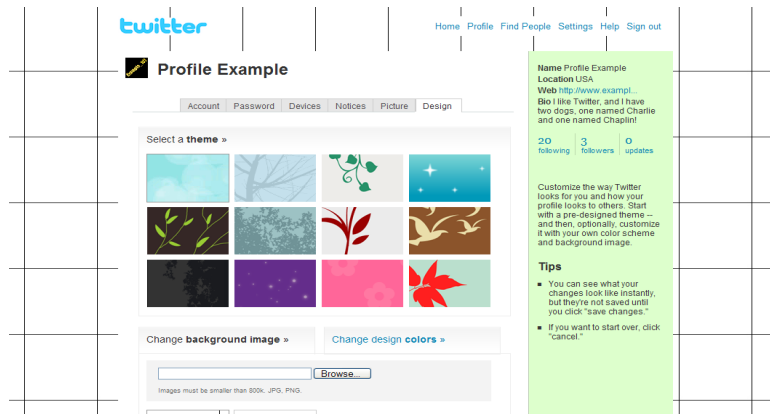 twitter
Home Profile Find People Settings Help Sign out
Profile Example
Account Password Devices Notices Picture Design
Select a theme »
Change background image »
Change design colors »
Browse...
Images must be smaller than 800k. JPG, PNG.
Name Profile Example
Location USA
Web http://www.exampl...
Bio I like Twitter, and I have
two dogs, one named Charlie
and one named Chaplin!
20 3 0
following followers updates
Customize the way Twitter
looks for you and how your
profile looks to others. Start
with a pre-designed theme --
and then, optionally, customize
it with your own color scheme
and background image.
Tips
You can see what your
changes look like instantly,
but they're not saved until
you click "save changes."
If you want to start over, click
"cancel."